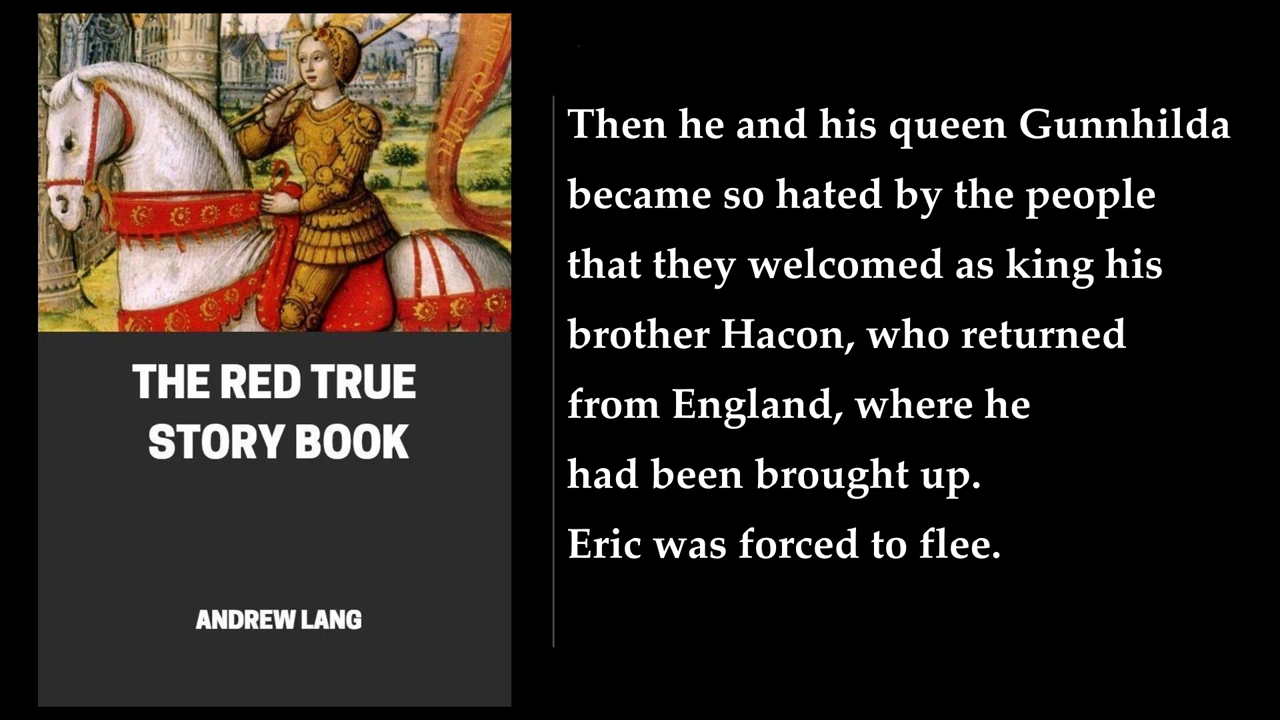 THE RED TRUE
STORY BOOK
ANDREW LANG
Then he and his queen Gunnhilda
became so hated by the people
that they welcomed as king his
brother Hacon, who returned
from England, where he
had been brought up.
Eric was forced to flee.